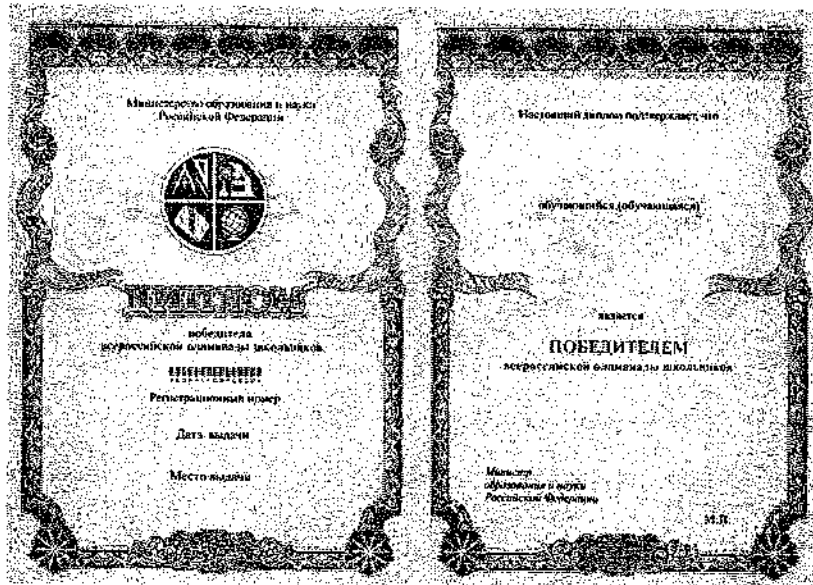 Министерство образования и науки
Российской Федерации
ДИПЛОМ
победителя
всероссийской олимпиады школьников
Регистрационный номер
Дата выдачи
Место выдачи
Настоящий диплом подтверждает, что
обучающийся (обучающаяся)
является
ПОБЕДИТЕЛЕМ
всероссийской олимпиады школьников
Министр
образования и науки
Российской Федерации
М.П.